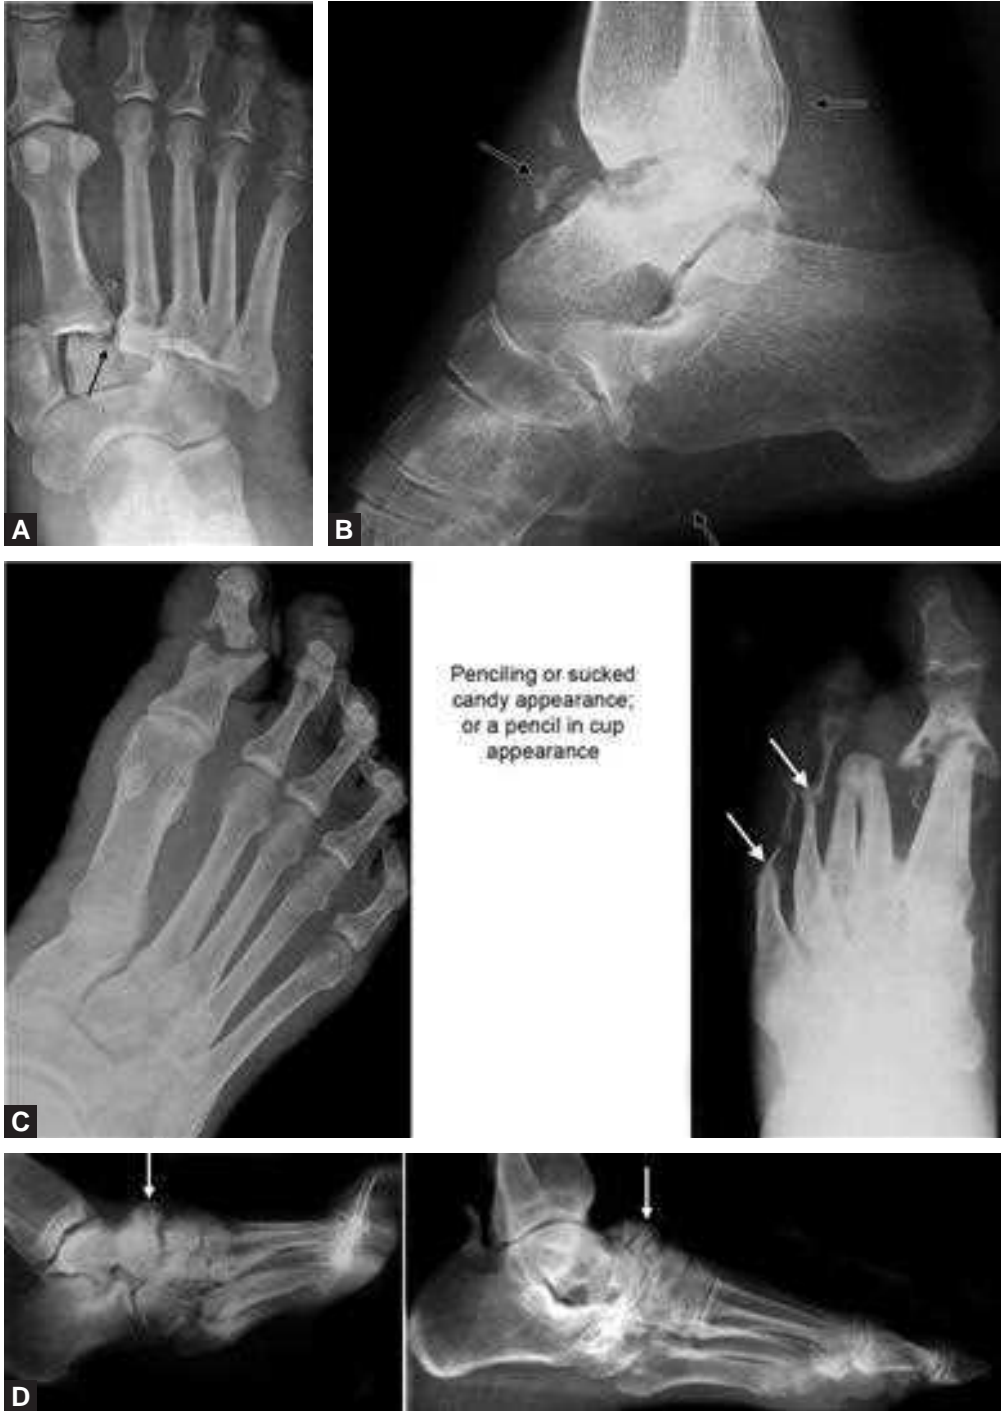 A
B
Penciling or sucked
candy appearance;
or a pencil in cup
appearance
C
D